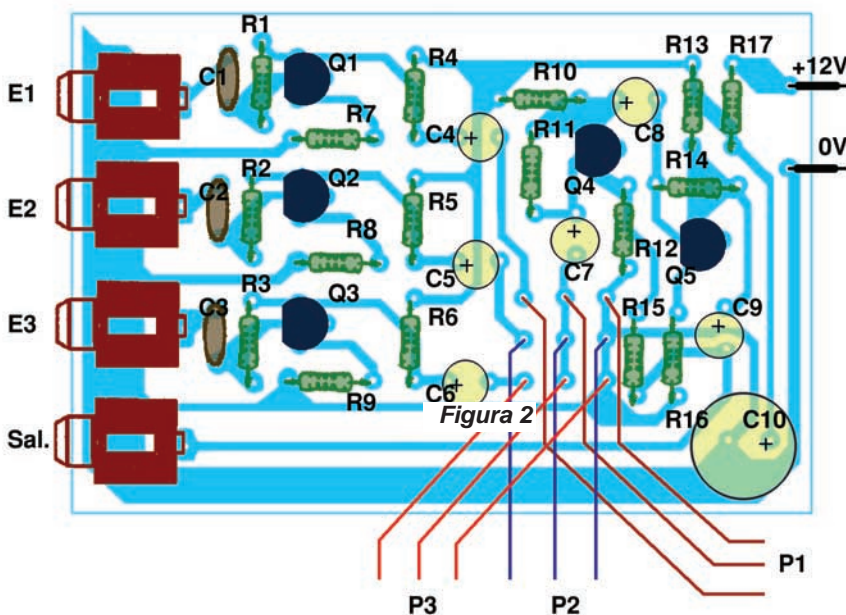 R1
R4
R13
R17
+12V
C1
Q1
R10
E1
R7
C8
R11
C4
0V
R2
C2
Q2
R5
Q4
R14
E2
R8
R12
R3
C5
C7
Q5
C3
Q3
R6
R15
C9
E3
R9
C6
Figura 2
R16
C10
Sal.
P1
P3
P2
+
+
+
+
+
+
+